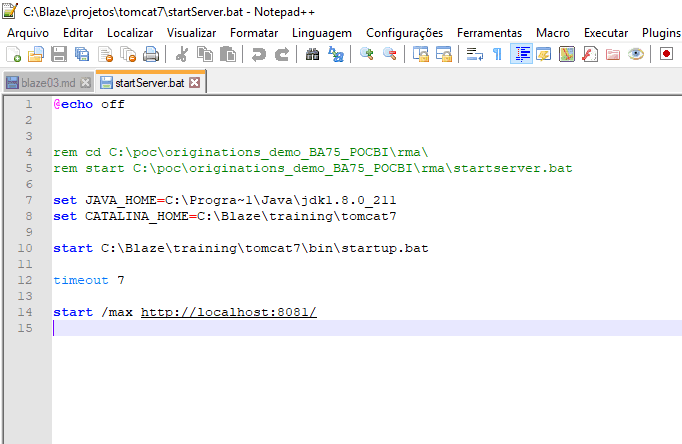 C:\Blaze\projetos\tomcat7\startServer.bat - Notepad++
Arquivo Editar Localizar Visualizar Formatar Linguagem Configurações Ferramentas Macro Executar Plugins
blaze03.md startServer.bat
1 @echo off
2
3
4 rem cd C:\poc\originations_demo_BA75_POCBI\rma\
5 rem start C:\poc\originations_demo_BA75_POCBI\rma\startserver.bat
6
7 set JAVA_HOME=C:\Progra~1\Java\jdk1.8.0_211
8 set CATALINA_HOME=C:\Blaze\training\tomcat7
9
10 start C:\Blaze\training\tomcat7\bin\startup.bat
11
12 timeout 7
13
14 start /max http://localhost:8081/
15